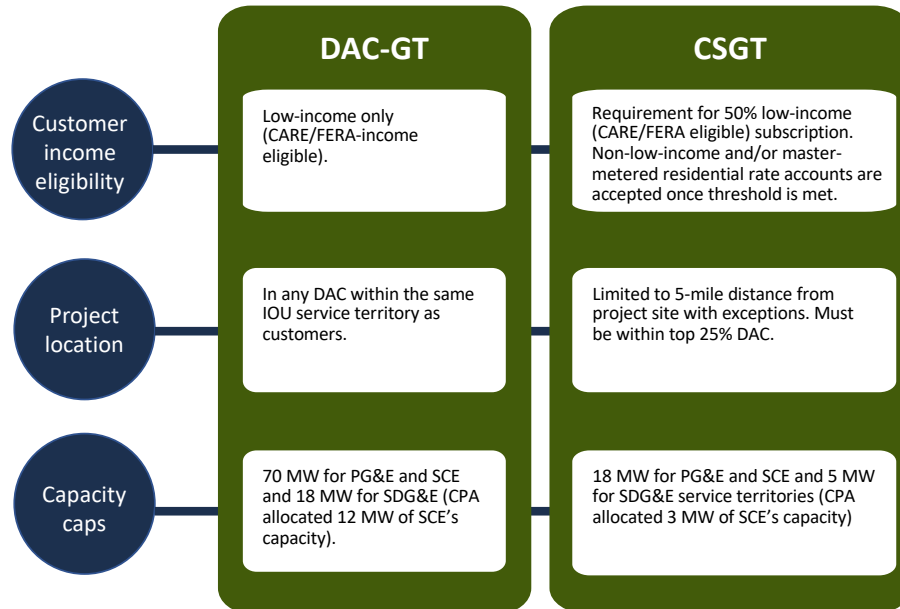 DAC-GT
CSGT
Customer
income
eligibility
Low-income only
(CARE/FERA-income
eligible).
Requirement for 50% low-income
(CARE/FERA eligible) subscription.
Non-low-income and/or master-
metered residential rate accounts are
accepted once threshold is met.
Project
location
In any DAC within the same
IOU service territory as
customers.
Limited to 5-mile distance from
project site with exceptions. Must
be within top 25% DAC.
Capacity
caps
70 MW for PG&E and SCE
and 18 MW for SDG&E (CPA
allocated 12 MW of SCE’s
capacity).
18 MW for PG&E and SCE and 5 MW
for SDG&E service territories (CPA
allocated 3 MW of SCE’s capacity)